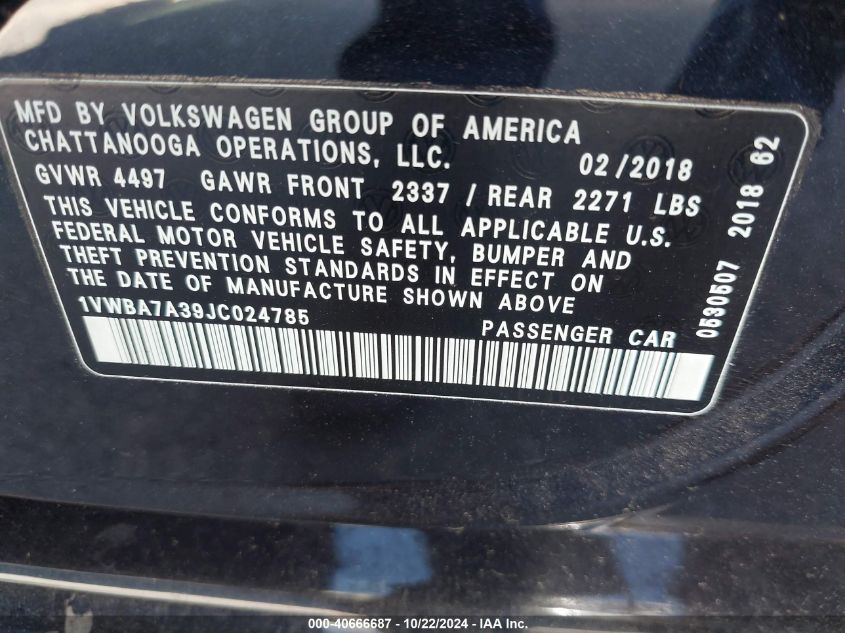 MFD BY VOLKSWAGEN GROUP OF AMERICA
CHATTANOOGA OPERATIONS, LLC. 02/2018
GVWR 4497 GAWR FRONT 2337 / REAR 2271 LBS
THIS VEHICLE CONFORMS TO ALL APPLICABLE U.S.
FEDERAL MOTOR VEHICLE SAFETY, BUMPER AND
THEFT PREVENTION STANDARDS IN EFFECT ON
THE DATE OF MANUFACTURE SHOWN ABOVE
1VWBA7A39JC024785 PASSENGER CAR
0530507 2018 62
000-40666687 - 10/22/2024 - IAA Inc.